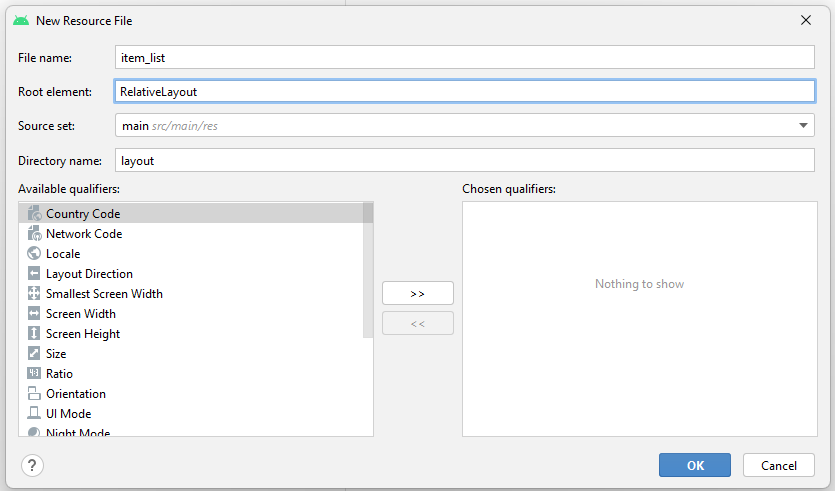 New Resource File
File name: item_list
Root element: RelativeLayout
Source set: main src/main/res
Directory name: layout
Available qualifiers:
Chosen qualifiers:
Country Code
Network Code
Locale
Layout Direction
Smallest Screen Width
Screen Width
Screen Height
Size
4:3 Ratio
Orientation
UI Mode
Night Mode
>>
<<
Nothing to show
?
OK
Cancel